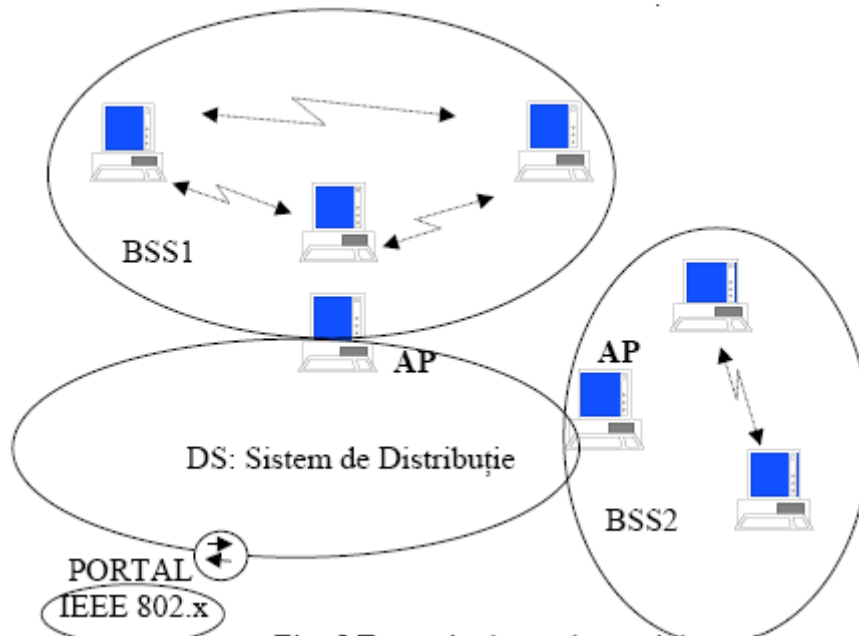 BSS1
AP
AP
DS: Sistem de Distribuție
BSS2
PORTAL
IEEE 802.x